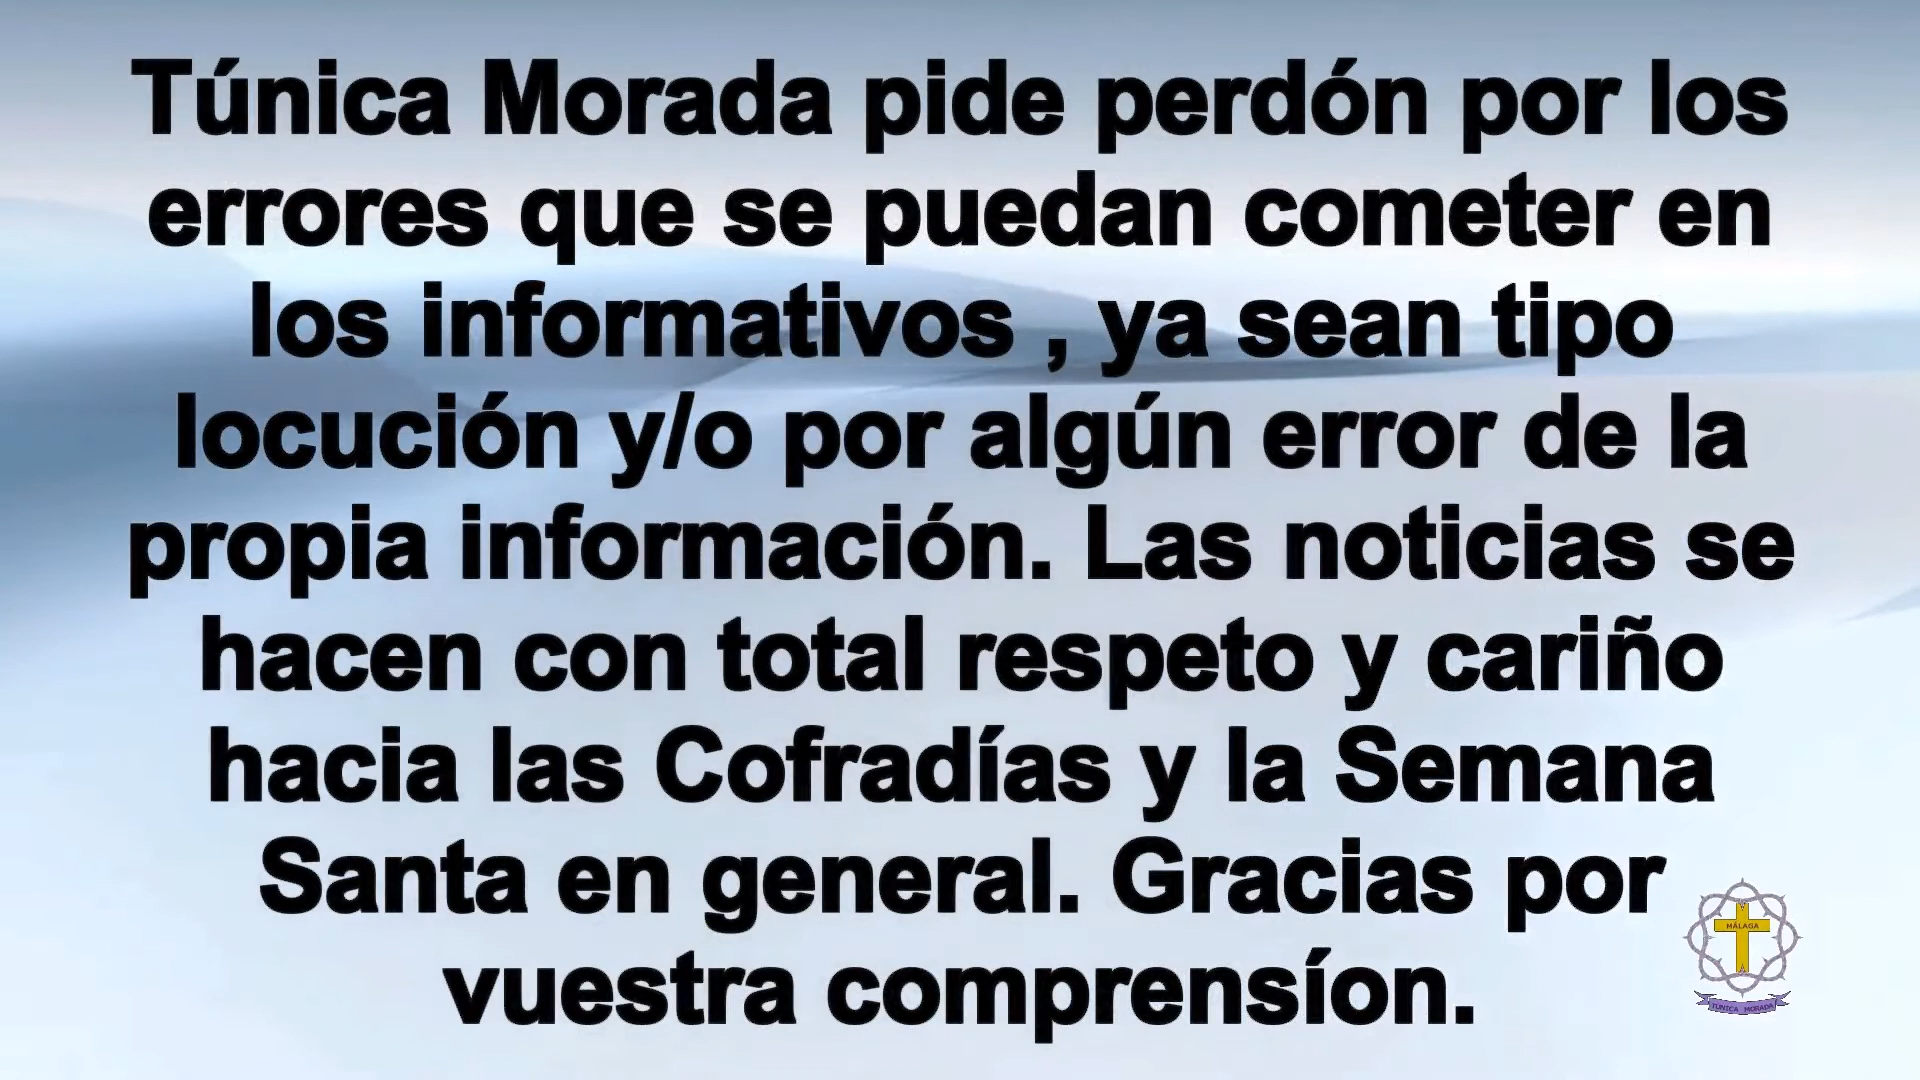 Túnica Morada pide perdón por los
errores que se puedan cometer en
los informativos , ya sean tipo
locución y/o por algún error de la
propia información. Las noticias se
hacen con total respeto y cariño
hacia las Cofradías y la Semana
Santa en general. Gracias por
vuestra comprensíon.
MÁLAGA
TÚNICA MORADA